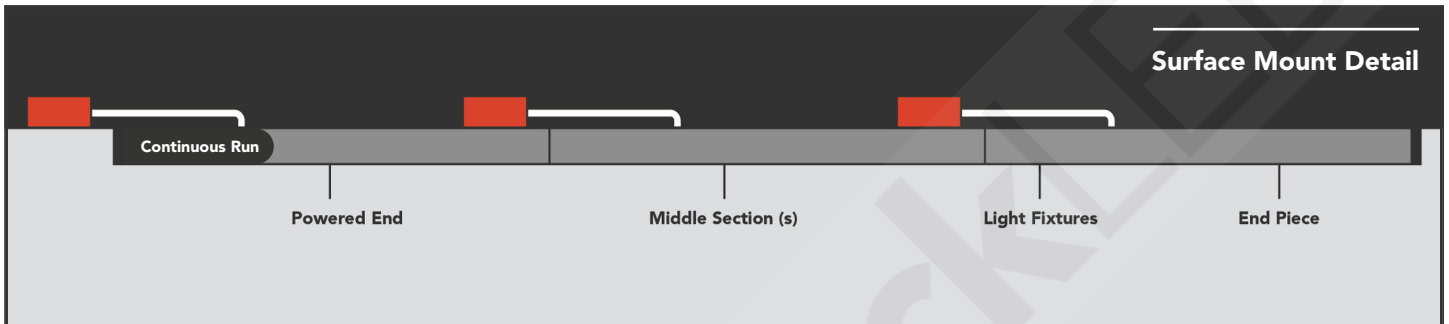 Surface Mount Detail
Continuous Run
Powered End
Middle Section (s)
Light Fixtures
End Piece